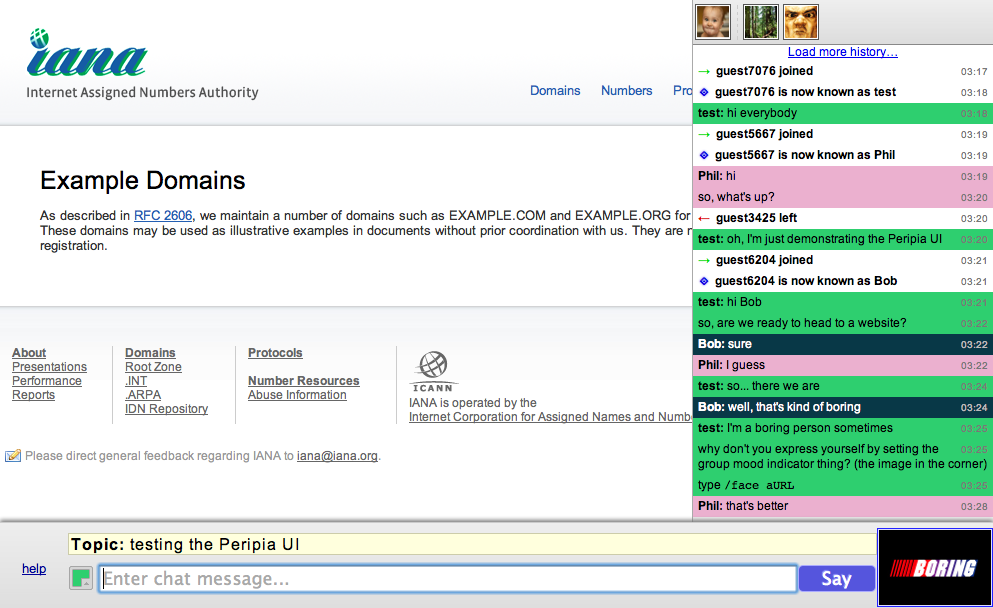 iana
Internet Assigned Numbers Authority
Domains Numbers Pro
Example Domains
As described in RFC 2606, we maintain a number of domains such as EXAMPLE.COM and EXAMPLE.ORG for
These domains may be used as illustrative examples in documents without prior coordination with us. They are n
registration.
About
Presentations
Performance
Reports
Domains
Root Zone
.INT
.ARPA
IDN Repository
Protocols
Number Resources
Abuse Information
ICANN
IANA is operated by the
Internet Corporation for Assigned Names and Numbe
Please direct general feedback regarding IANA to iana@iana.org.
Load more history…
→ guest7076 joined 03:17
guest7076 is now known as test 03:18
test: hi everybody 03:18
→ guest5667 joined 03:19
guest5667 is now known as Phil 03:19
Phil: hi 03:19
so, what's up? 03:20
← guest3425 left 03:20
test: oh, I'm just demonstrating the Peripia UI 03:20
→ guest6204 joined 03:21
guest6204 is now known as Bob 03:21
test: hi Bob 03:21
so, are we ready to head to a website? 03:22
Bob: sure 03:22
Phil: I guess 03:22
test: so... there we are 03:24
Bob: well, that's kind of boring 03:24
test: I'm a boring person sometimes 03:25
why don't you express yourself by setting the 03:25
group mood indicator thing? (the image in the corner)
type /face aURL 03:25
Phil: that's better 03:28
help
Topic: testing the Peripia UI
Enter chat message...
Say
BORING